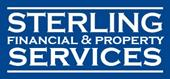 STERLING
FINANCIAL & PROPERTY
SERVICES